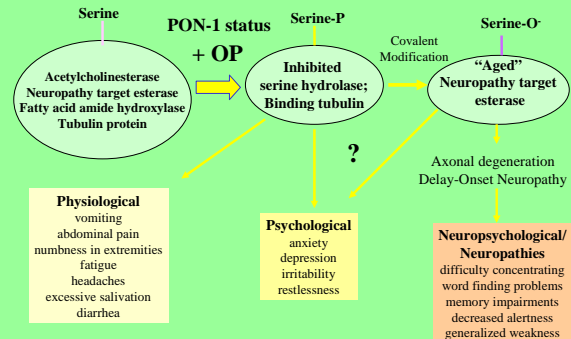 Serine
PON-1 status
+ OP
Serine-P
Serine-O-
Acetylcholinesterase
Neuropathy target esterase
Fatty acid amide hydroxylase
Tubulin protein
Inhibited
serine hydrolase;
Binding tubulin
Covalent
Modification
“Aged”
Neuropathy target
esterase
?
Axonal degeneration
Delay-Onset Neuropathy
Physiological
vomiting
abdominal pain
numbness in extremities
fatigue
headaches
excessive salivation
diarrhea
Psychological
anxiety
depression
irritability
restlessness
Neuropsychological/
Neuropathies
difficulty concentrating
word finding problems
memory impairments
decreased alertness
generalized weakness